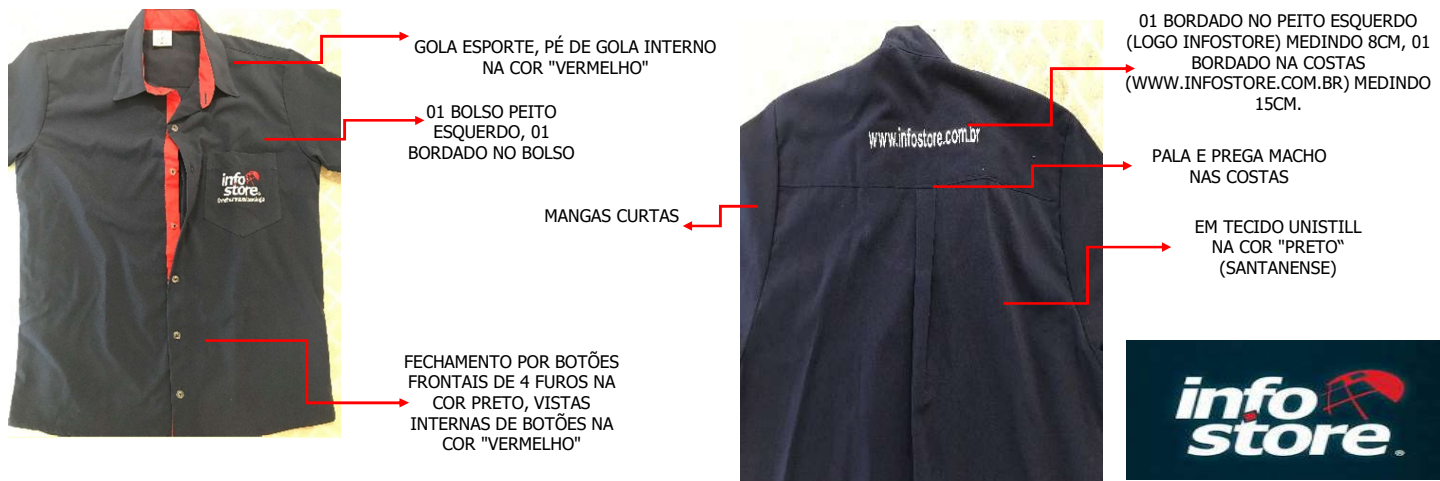 GOLA ESPORTE, PÉ DE GOLA INTERNO
NA COR "VERMELHO"
01 BOLSO PEITO
ESQUERDO, 01
BORDADO NO BOLSO
info
store
FECHAMENTO POR BOTÕES
FRONTAIS DE 4 FUROS NA
COR PRETO, VISTAS
INTERNAS DE BOTÕES NA
COR "VERMELHO"
MANGAS CURTAS
www.infostore.com.br
01 BORDADO NO PEITO ESQUERDO
(LOGO INFOSTORE) MEDINDO 8CM, 01
BORDADO NA COSTAS
(WWW.INFOSTORE.COM.BR) MEDINDO
15CM.
PALA E PREGA MACHO
NAS COSTAS
EM TECIDO UNISTILL
NA COR "PRETO“
(SANTANENSE)
info
store®